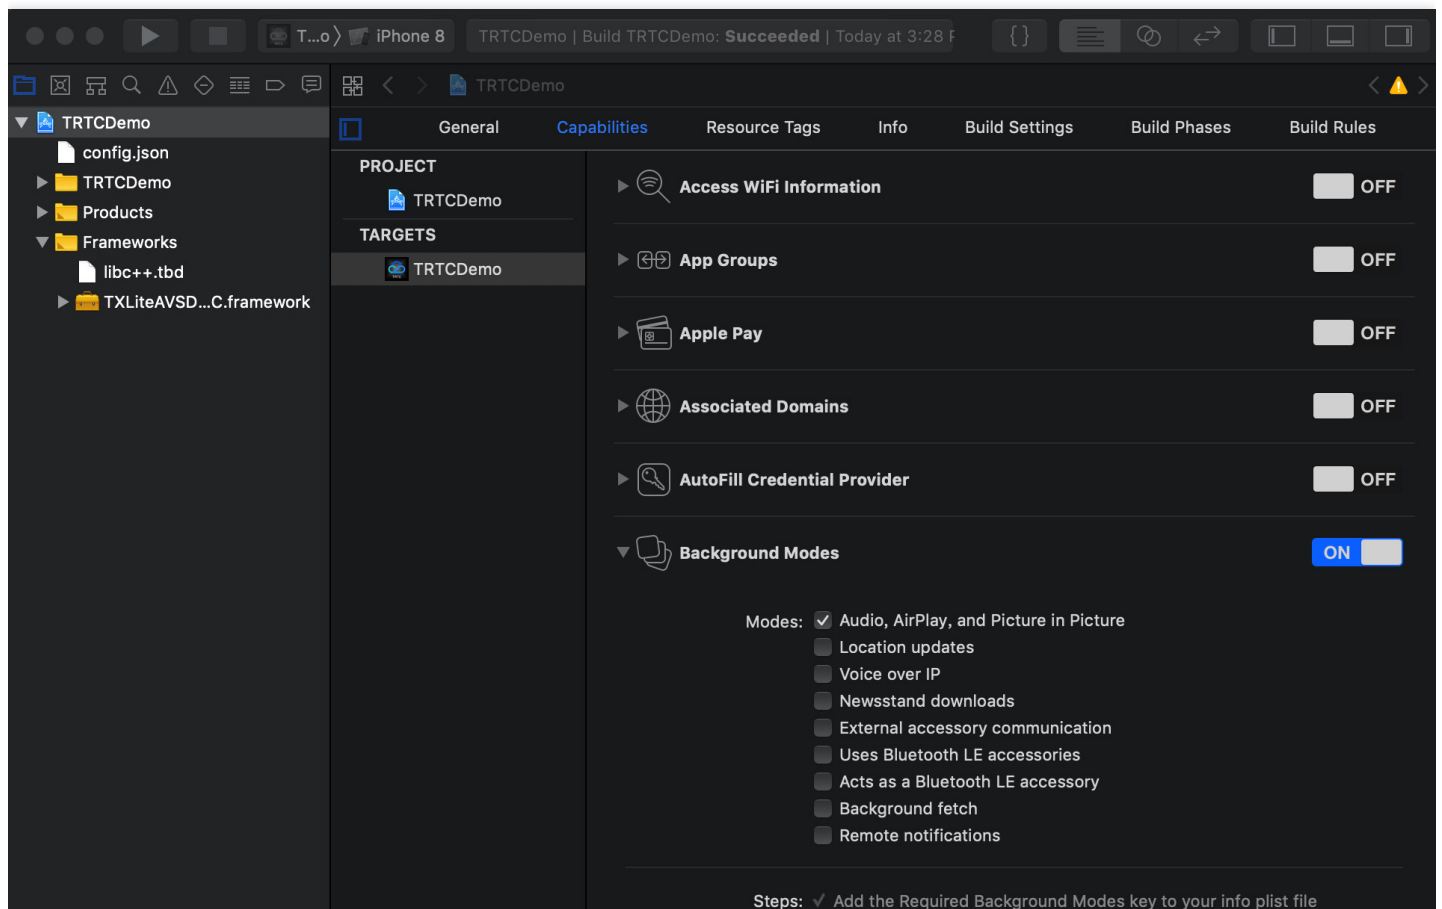 T...o iPhone 8 TRTCDemo | Build TRTCDemo: Succeeded | Today at 3:28 {}
TRTCDemo
TRTCDemo
config.json
TRTCDemo
Products
Frameworks
libc++.tbd
TXLiteAVSD...C.framework
General Capabilities Resource Tags Info Build Settings Build Phases Build Rules
PROJECT
TRTCDemo
TARGETS
TRTCDemo
Access WiFi Information OFF
App Groups OFF
Apple Pay OFF
Associated Domains OFF
AutoFill Credential Provider OFF
Background Modes ON
Modes: Audio, AirPlay, and Picture in Picture
Location updates
Voice over IP
Newsstand downloads
External accessory communication
Uses Bluetooth LE accessories
Acts as a Bluetooth LE accessory
Background fetch
Remote notifications
Steps: ✓ Add the Required Background Modes key to your info plist file